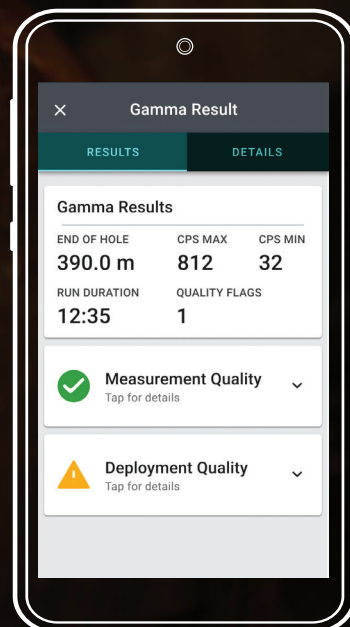 Gamma Result
RESULTS DETAILS
Gamma Results
END OF HOLE CPS MAX CPS MIN
390.0 m 812 32
RUN DURATION QUALITY FLAGS
12:35 1
Measurement Quality
Tap for details
Deployment Quality
Tap for details